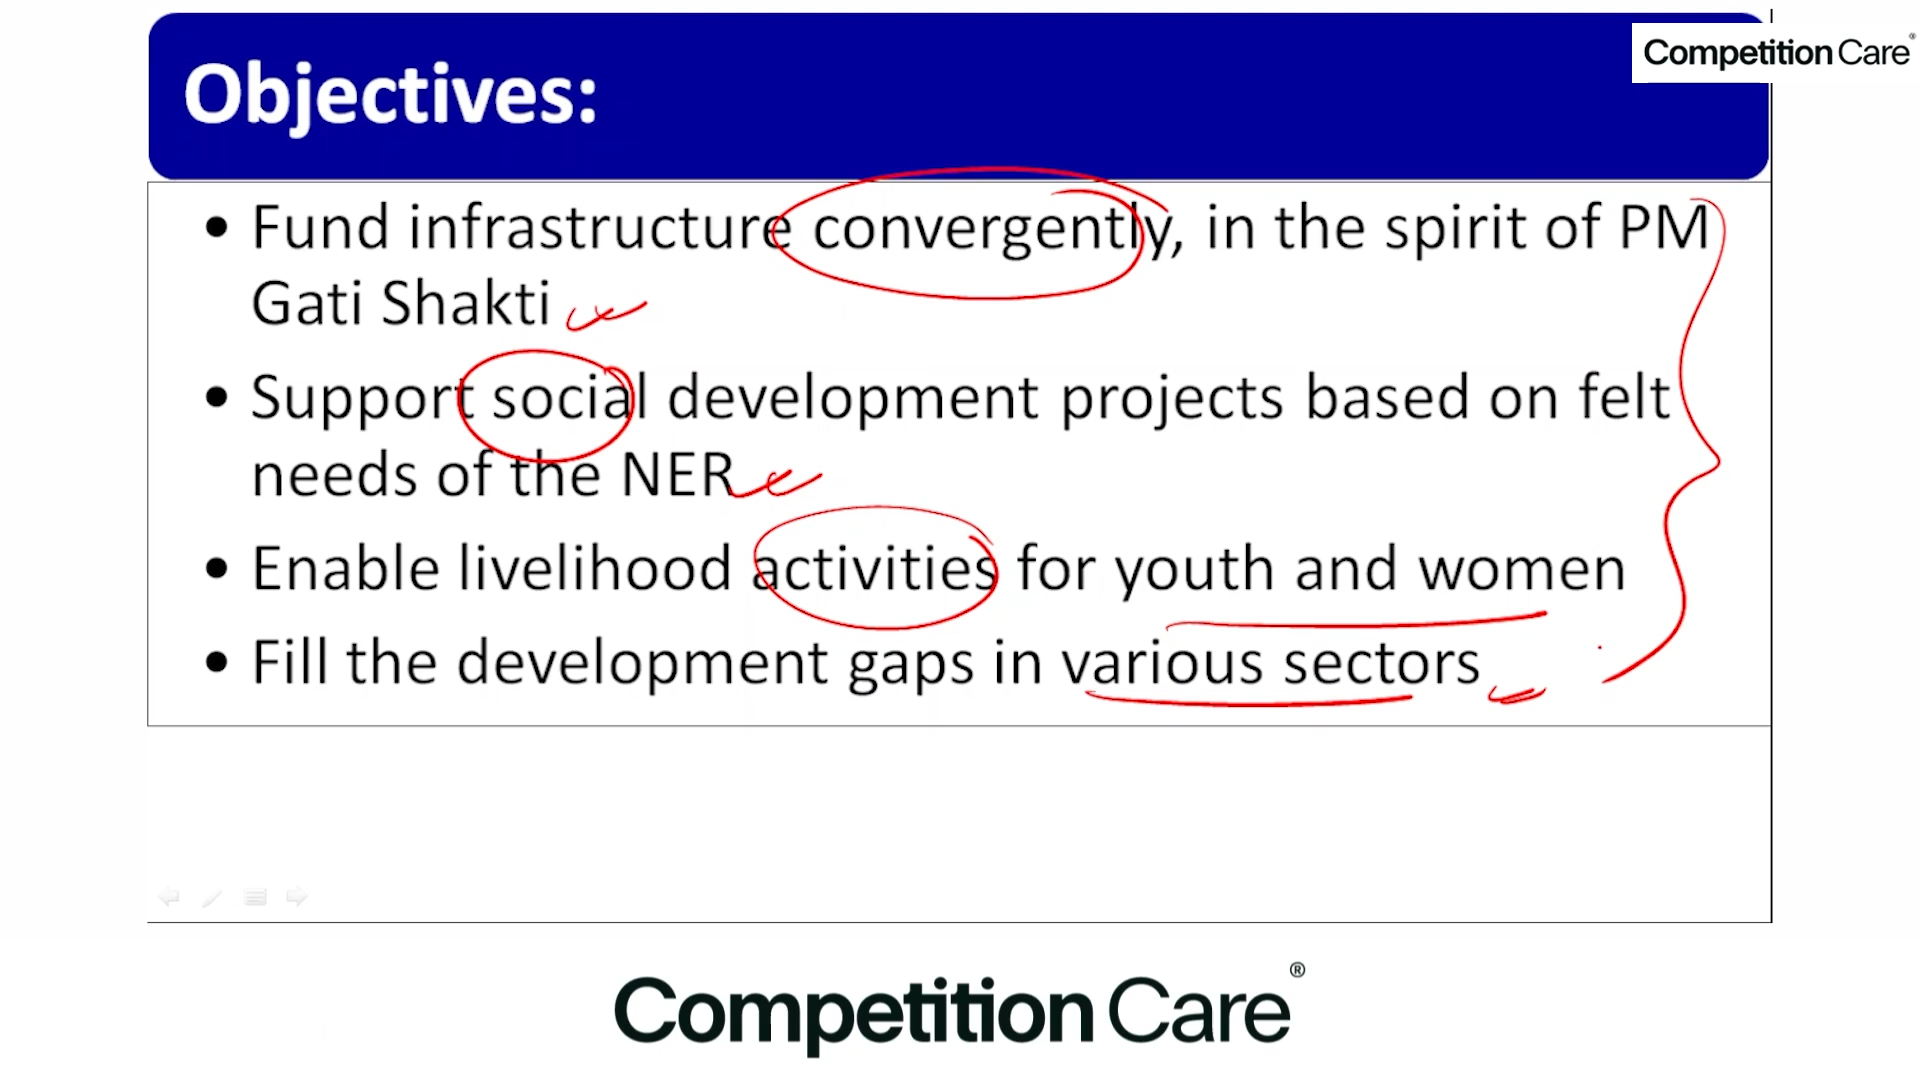 Objectives:
Competition Care®
• Fund infrastructure convergently, in the spirit of PM
Gati Shakti
• Support social development projects based on felt
needs of the NER
• Enable livelihood activities for youth and women
• Fill the development gaps in various sectors
Competition Care®